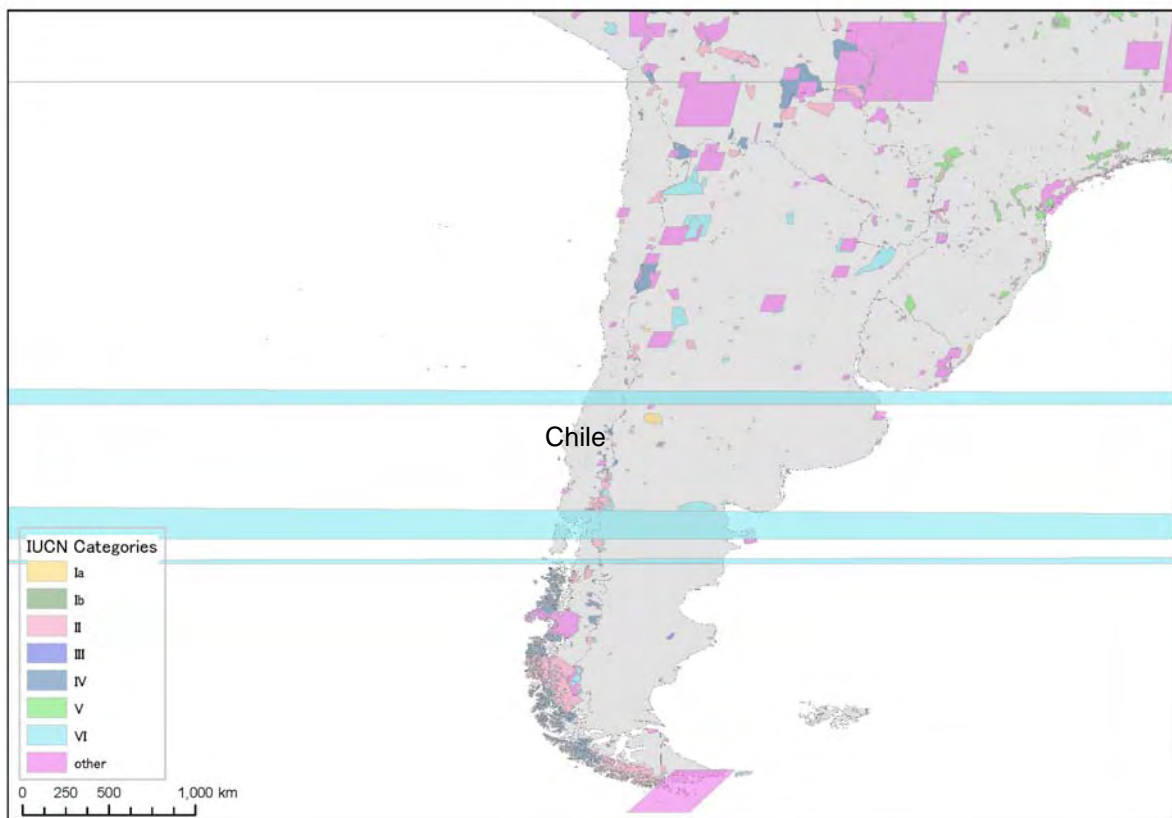 Chile
IUCN Categories
Ia
Ib
II
III
IV
V
VI
other
0 250 500 1,000 km